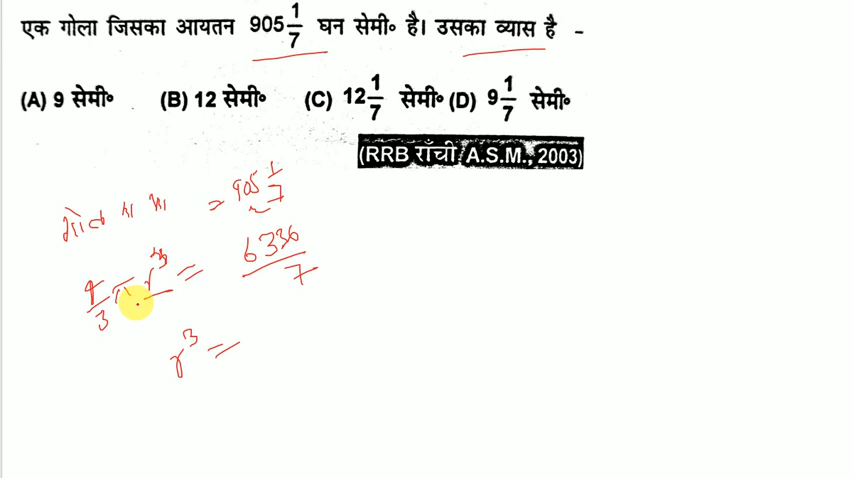 एक गोला जिसका आयतन 905 1/7 घन सेमी॰ है। उसका व्यास है -
(A) 9 सेमी॰ (B) 12 सेमी॰ (C) 12 1/7 सेमी॰ (D) 9 1/7 सेमी॰
(RRB राँची A.S.M., 2003)
= 905 1/7
4/3 π r³ = 6336/7
r³ =